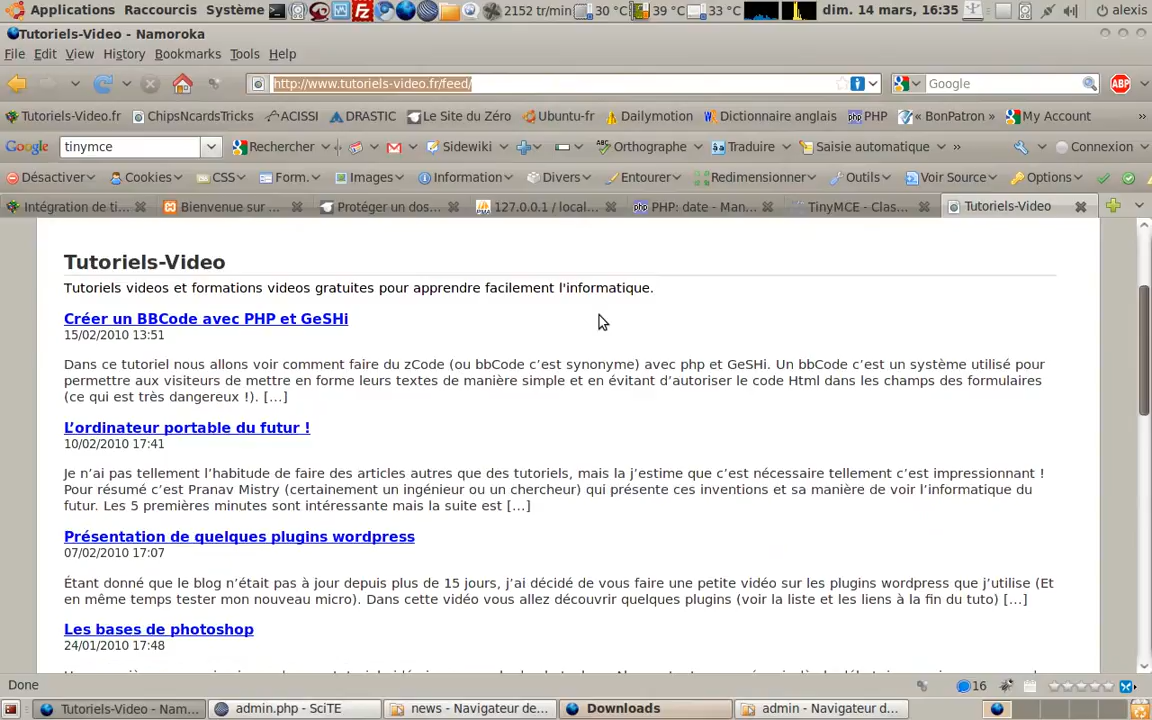 Applications Raccourcis Système 2152 tr/min 30 °C 39 °C 33 °C dim. 14 mars, 16:35 alexis
Tutoriels-Video - Namoroka
File Edit View History Bookmarks Tools Help
http://www.tutoriels-video.fr/feed/ Google ABP
Tutoriels-Video.fr ChipsNcardsTricks ACISSI DRASTIC Le Site du Zéro Ubuntu-fr Dailymotion Dictionnaire anglais PHP « BonPatron » My Account »
Google tinymce Rechercher Sidewiki Orthographe Traduire Saisie automatique » Connexion
Désactiver Cookies CSS Form. Images Information Divers Entourer Redimensionner Outils Voir Source Options
Intégration de ti... Bienvenue sur ... Protéger un dos... 127.0.0.1 / local... PHP: date - Man... TinyMCE - Clas... Tutoriels-Video
Tutoriels-Video
Tutoriels videos et formations videos gratuites pour apprendre facilement l'informatique.
Créer un BBCode avec PHP et GeSHi
15/02/2010 13:51
Dans ce tutoriel nous allons voir comment faire du zCode (ou bbCode c’est synonyme) avec php et GeSHi. Un bbCode c’est un système utilisé pour
permettre aux visiteurs de mettre en forme leurs textes de manière simple et en évitant d’autoriser le code Html dans les champs des formulaires
(ce qui est très dangereux !). […]
L’ordinateur portable du futur !
10/02/2010 17:41
Je n’ai pas tellement l’habitude de faire des articles autres que des tutoriels, mais la j’estime que c’est nécessaire tellement c’est impressionnant !
Pour résumé c’est Pranav Mistry (certainement un ingénieur ou un chercheur) qui présente ces inventions et sa manière de voir l’informatique du
futur. Les 5 premières minutes sont intéressante mais la suite est […]
Présentation de quelques plugins wordpress
07/02/2010 17:07
Étant donné que le blog n’était pas à jour depuis plus de 15 jours, j’ai décidé de vous faire une petite vidéo sur les plugins wordpress que j’utilise (Et
en même temps tester mon nouveau micro). Dans cette vidéo vous allez découvrir quelques plugins (voir la liste et les liens à la fin du tuto) […]
Les bases de photoshop
24/01/2010 17:48
Done 16
Tutoriels-Video - Nam... admin.php - SciTE news - Navigateur de... Downloads admin - Navigateur d...